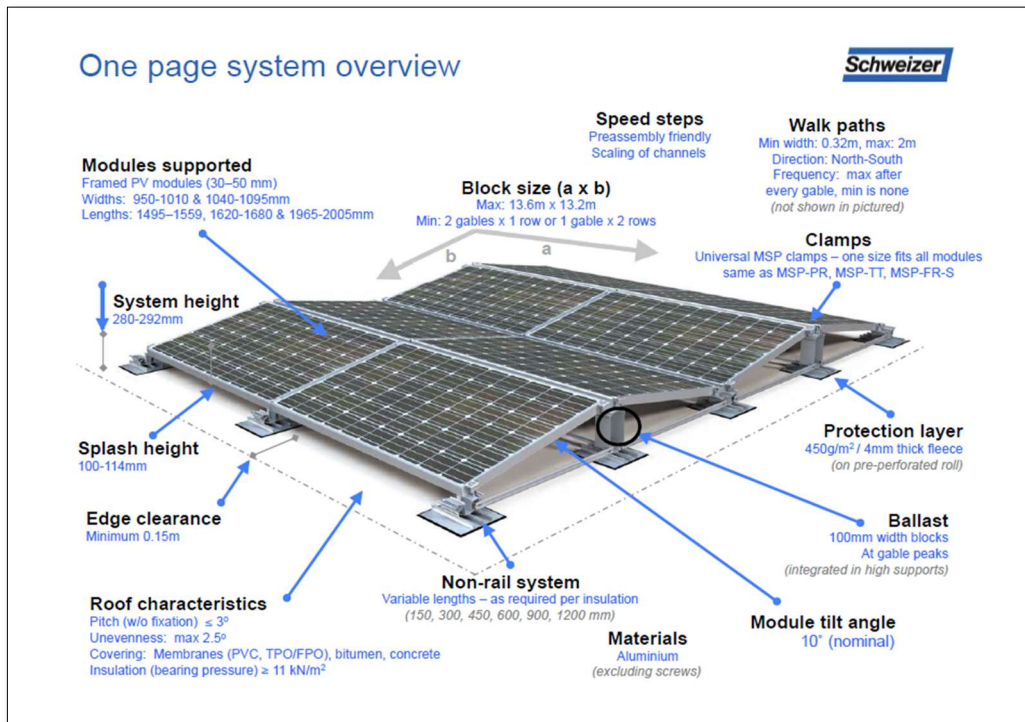 One page system overview
Schweizer
Speed steps
Preassembly friendly
Scaling of channels
Walk paths
Min width: 0.32m, max: 2m
Direction: North-South
Frequency: max after
every gable, min is none
(not shown in pictured)
Modules supported
Framed PV modules (30–50 mm)
Widths: 950-1010 & 1040-1095mm
Lengths: 1495–1559, 1620-1680 & 1965-2005mm
Block size (a x b)
Max: 13.6m x 13.2m
Min: 2 gables x 1 row or 1 gable x 2 rows
b
a
Clamps
Universal MSP clamps – one size fits all modules
same as MSP-PR, MSP-TT, MSP-FR-S
System height
280-292mm
Splash height
100-114mm
Protection layer
450g/m² / 4mm thick fleece
(on pre-perforated roll)
Edge clearance
Minimum 0.15m
Ballast
100mm width blocks
At gable peaks
(integrated in high supports)
Non-rail system
Variable lengths – as required per insulation
(150, 300, 450, 600, 900, 1200 mm)
Roof characteristics
Pitch (w/o fixation) ≤ 3º
Unevenness: max 2.5º
Covering: Membranes (PVC, TPO/FPO), bitumen, concrete
Insulation (bearing pressure) ≥ 11 kN/m²
Materials
Aluminium
(excluding screws)
Module tilt angle
10˚ (nominal)